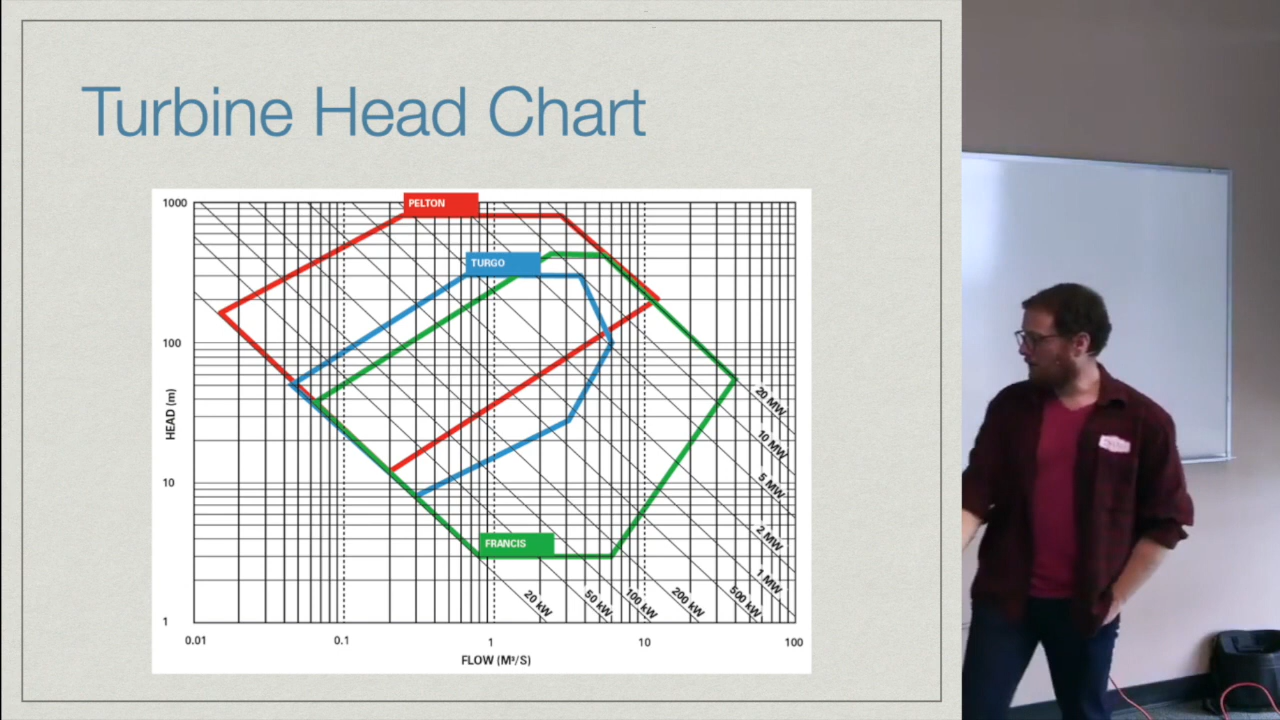 Turbine Head Chart
PELTON
TURGO
FRANCIS
1000
100
10
1
HEAD (m)
0.01
0.1
1
10
100
FLOW (M³/S)
20 kW
50 kW
100 kW
200 kW
500 kW
1 MW
2 MW
5 MW
10 MW
20 MW